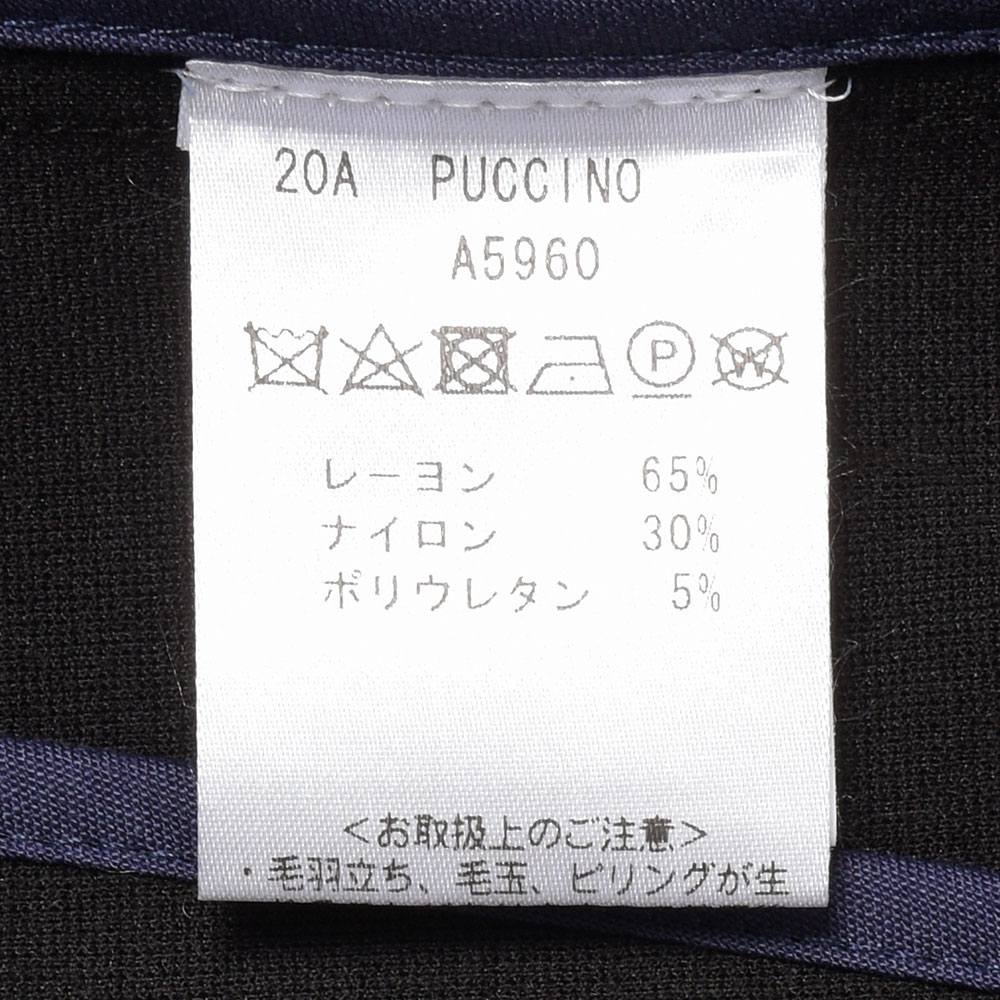 20A PUCCINO
A5960
P W
レーヨン 65%
ナイロン 30%
ポリウレタン 5%
<お取扱上のご注意>
・毛羽立ち、毛玉、ピリングが生